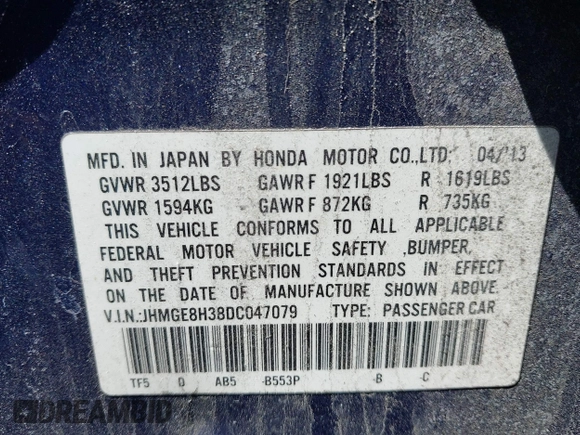 MFD. IN JAPAN BY HONDA MOTOR CO.,LTD. 04/13
GVWR 3512LBS GAWR F 1921LBS R 1619LBS
GVWR 1594KG GAWR F 872KG R 735KG
THIS VEHICLE CONFORMS TO ALL APPLICABLE
FEDERAL MOTOR VEHICLE SAFETY ,BUMPER,
AND THEFT PREVENTION STANDARDS IN EFFECT
ON THE DATE OF MANUFACTURE SHOWN ABOVE.
V.I.N.:JHMGE8H38DC047079 TYPE: PASSENGER CAR
TF5 D AB5 -B553P -B -C
DREAMBID